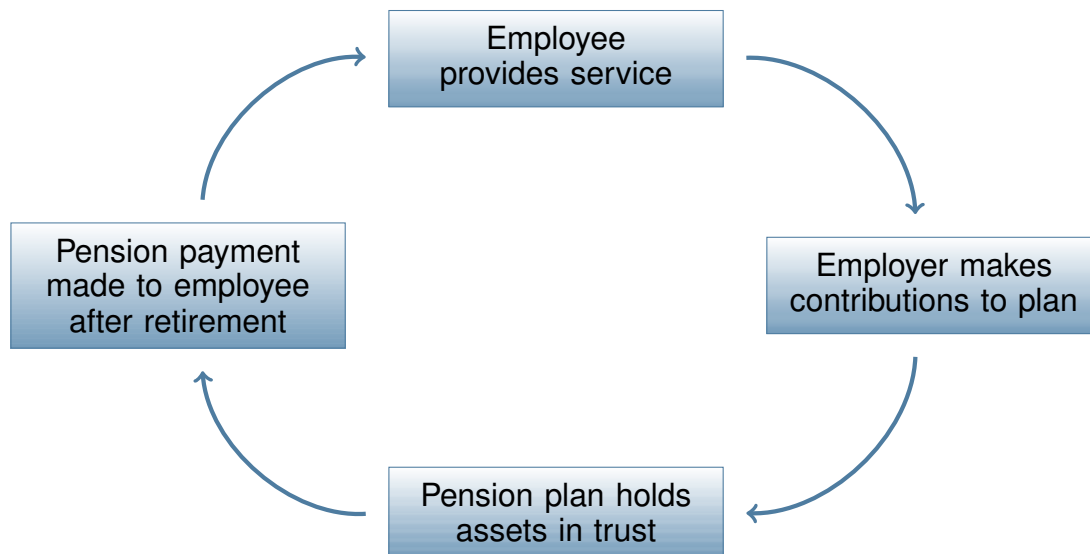 Employee
provides service
Employer makes
contributions to plan
Pension plan holds
assets in trust
Pension payment
made to employee
after retirement